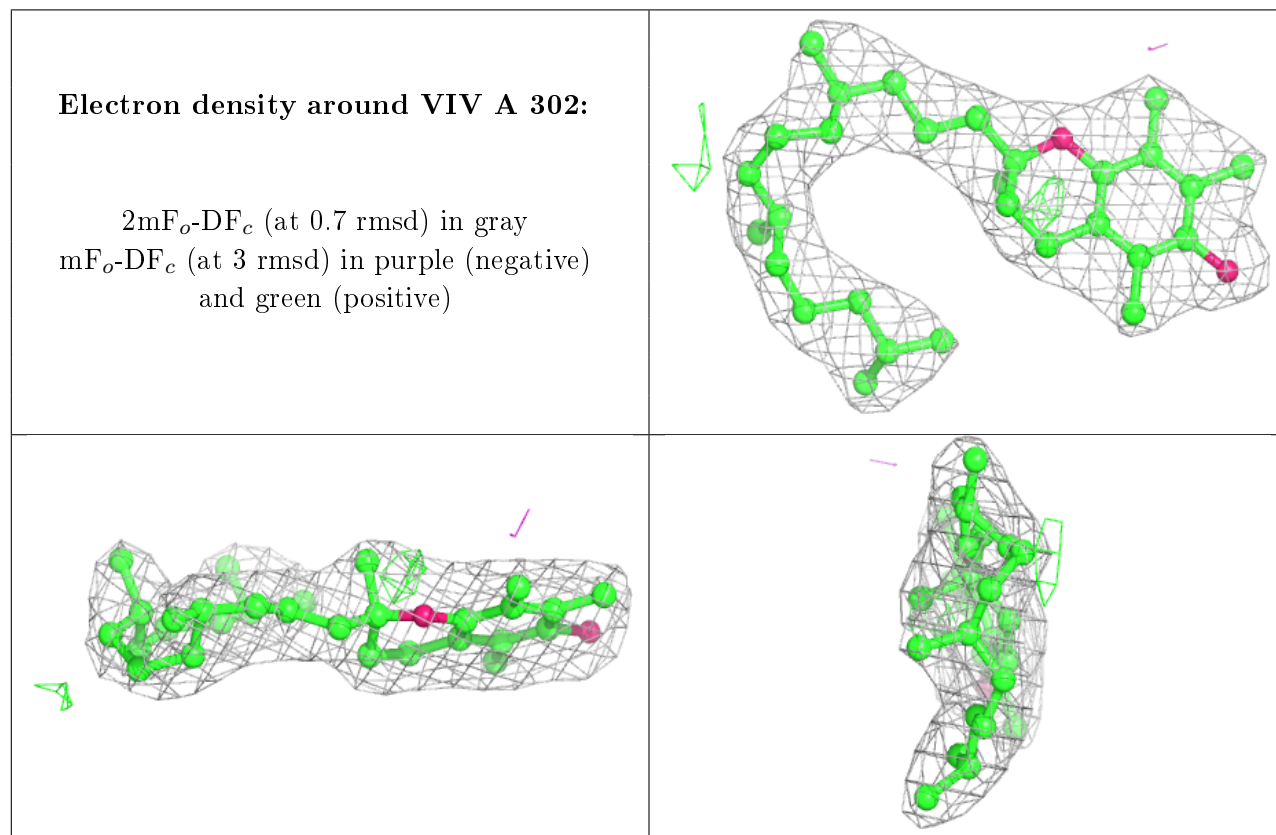 Electron density around VIV A 302:
2mFₒ-DF𝒸 (at 0.7 rmsd) in gray
mFₒ-DF𝒸 (at 3 rmsd) in purple (negative)
and green (positive)